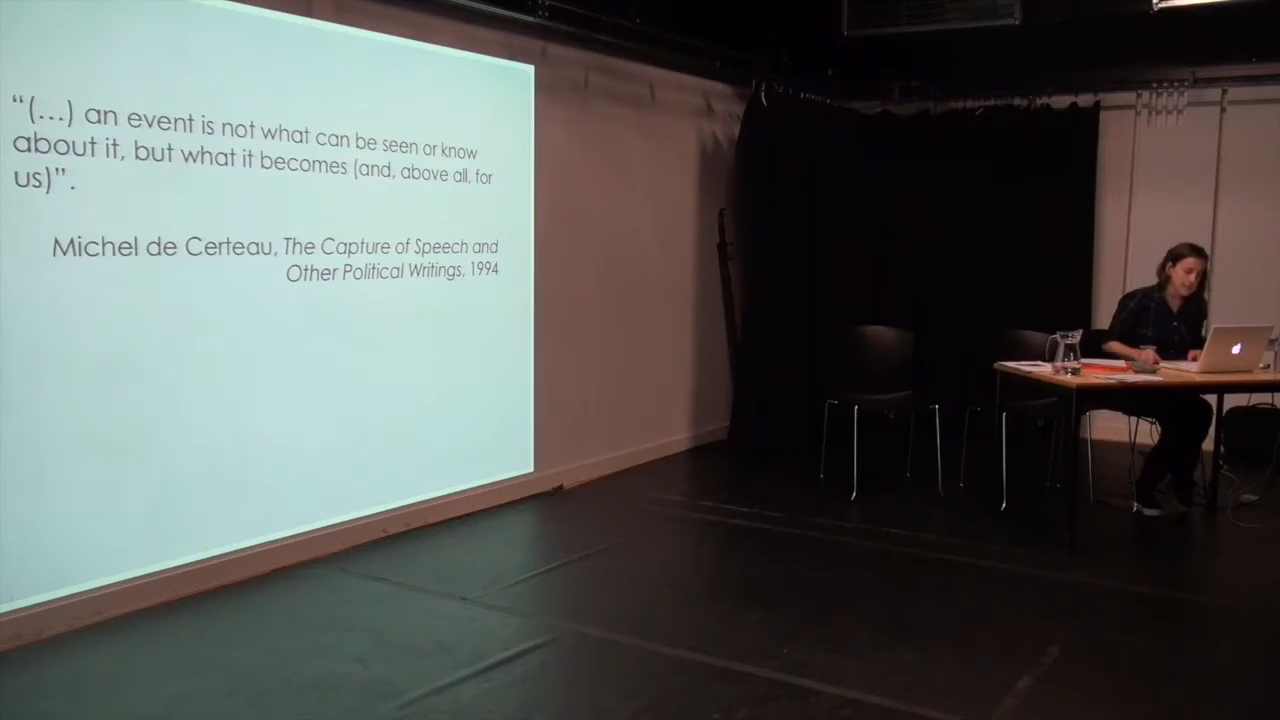 “(...) an event is not what can be seen or know
about it, but what it becomes (and, above all, for
us)”.
Michel de Certeau, The Capture of Speech and
Other Political Writings, 1994